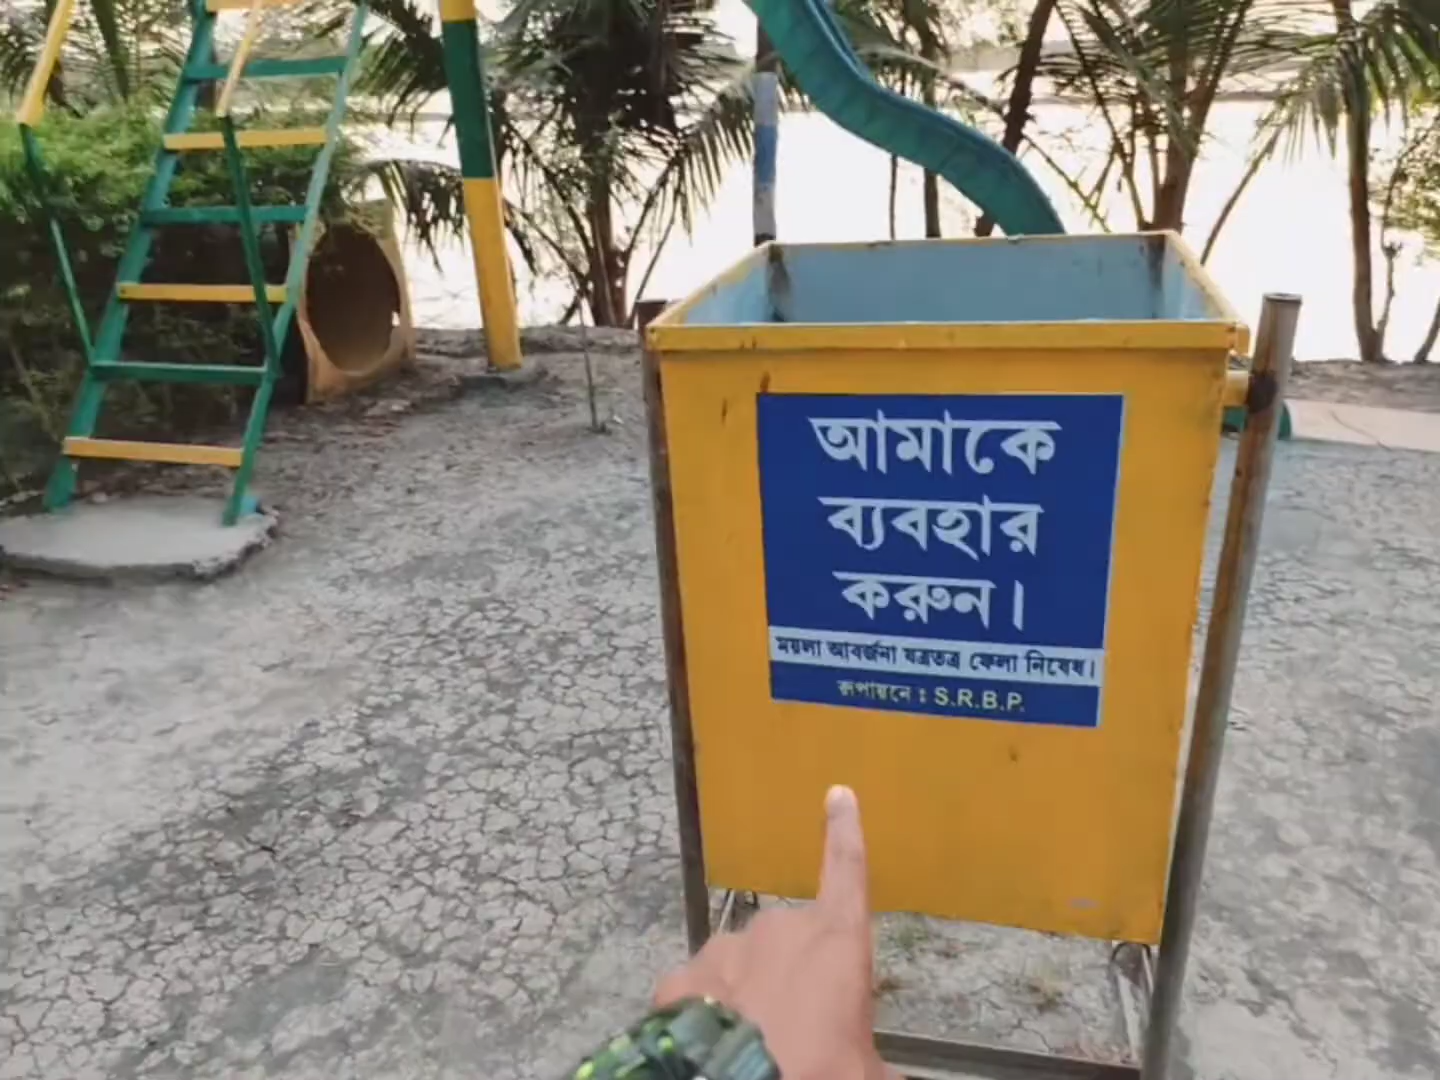 আমাকে
ব্যবহার
করুন।
ময়লা আবর্জনা যত্রতত্র ফেলা নিষেধ।
রূপায়নে : S.R.B.P.